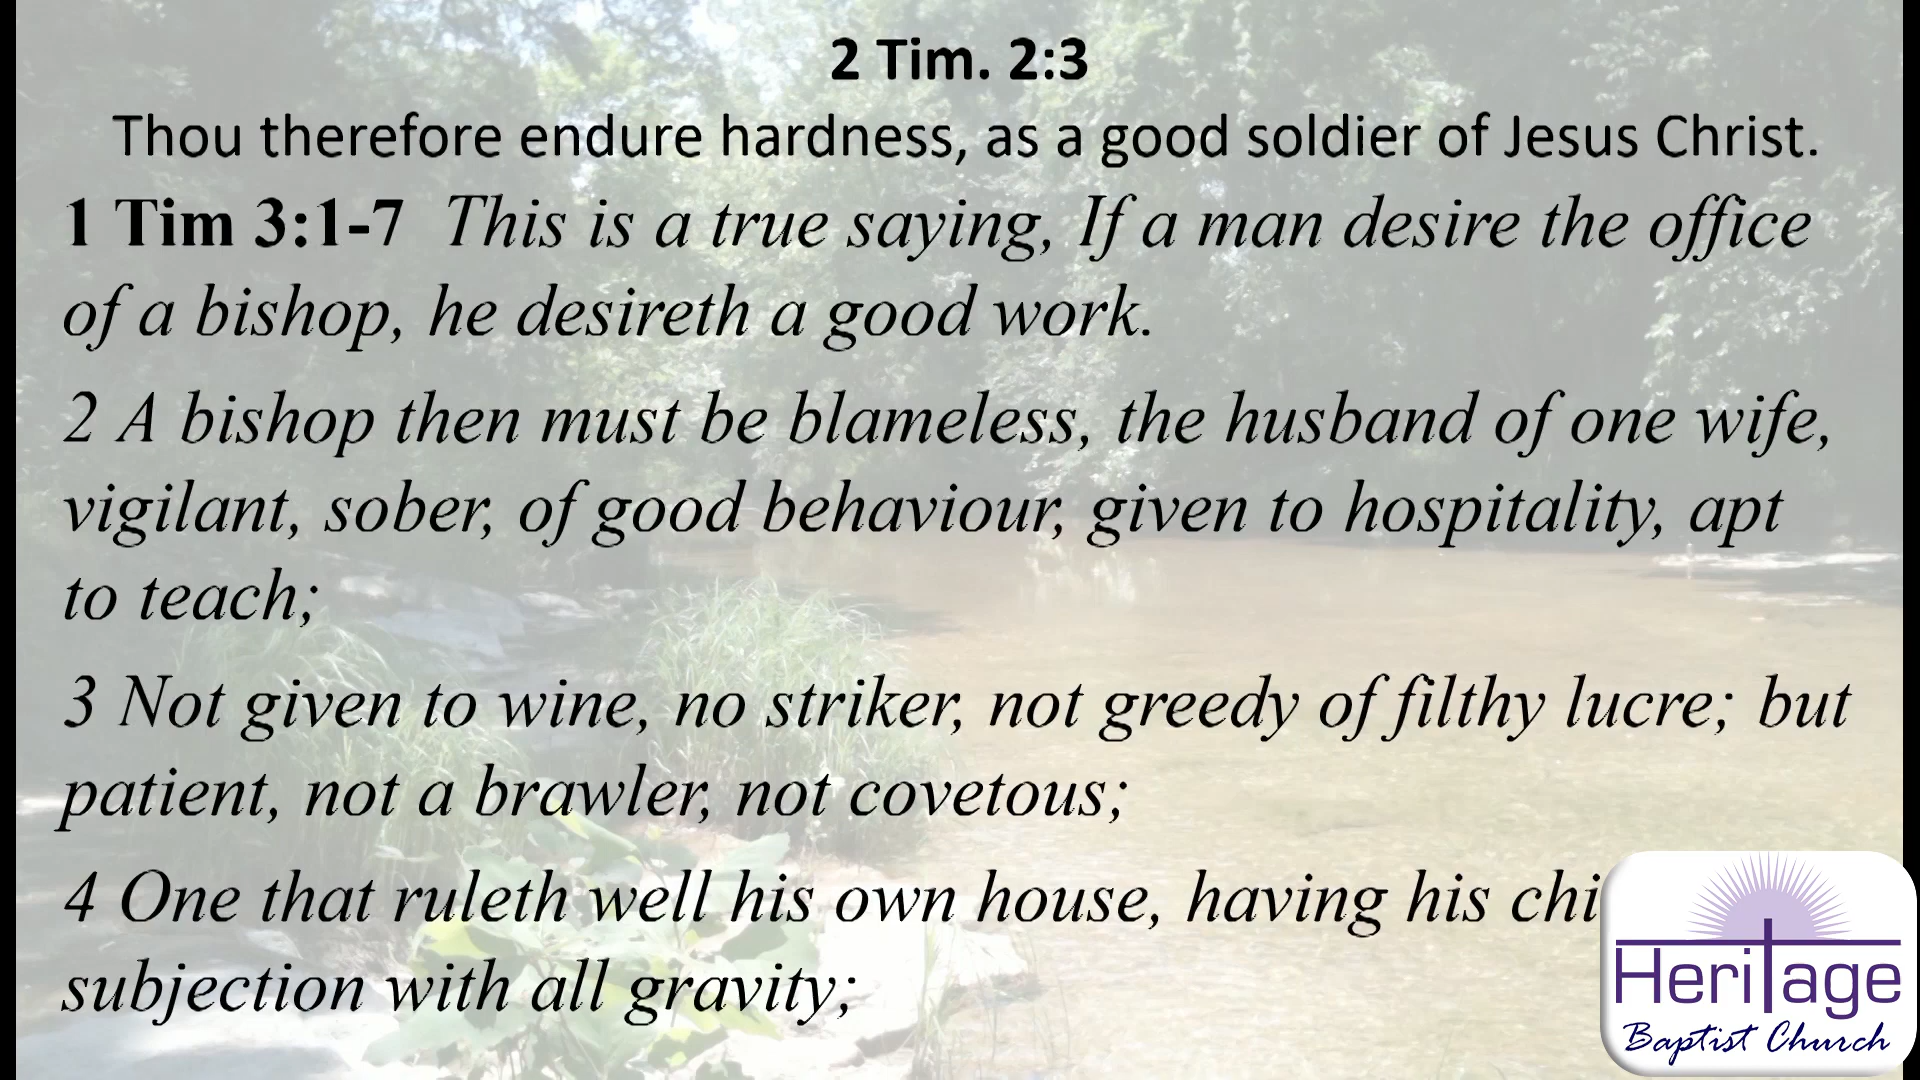 2 Tim. 2:3
Thou therefore endure hardness, as a good soldier of Jesus Christ.
1 Tim 3:1-7  This is a true saying, If a man desire the office
of a bishop, he desireth a good work.
2 A bishop then must be blameless, the husband of one wife,
vigilant, sober, of good behaviour, given to hospitality, apt
to teach;
3 Not given to wine, no striker, not greedy of filthy lucre; but
patient, not a brawler, not covetous;
4 One that ruleth well his own house, having his chi
subjection with all gravity;
Heritage
Baptist Church